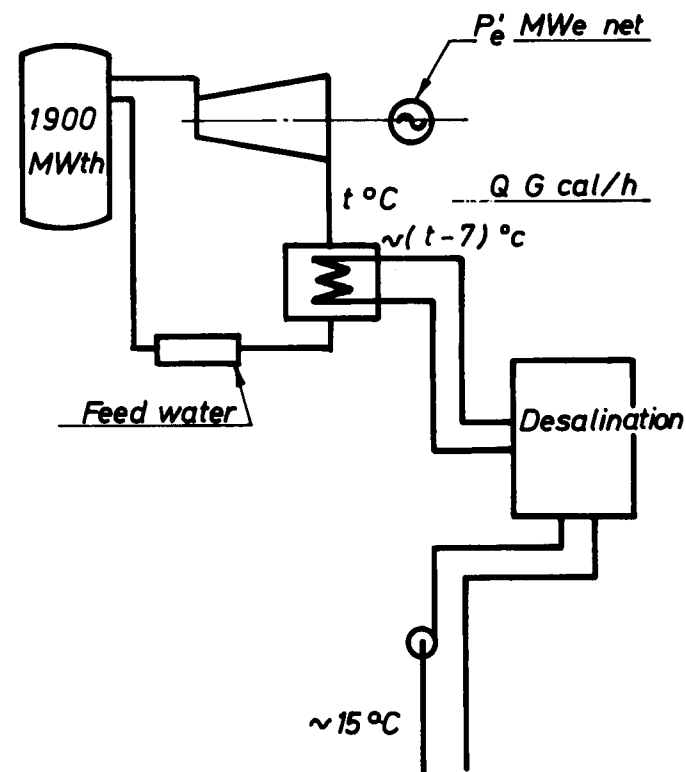 P'e MWe net
1900
MWth
t °C
Q G cal/h
~(t-7) °c
Feed water
Desalination
~15°C